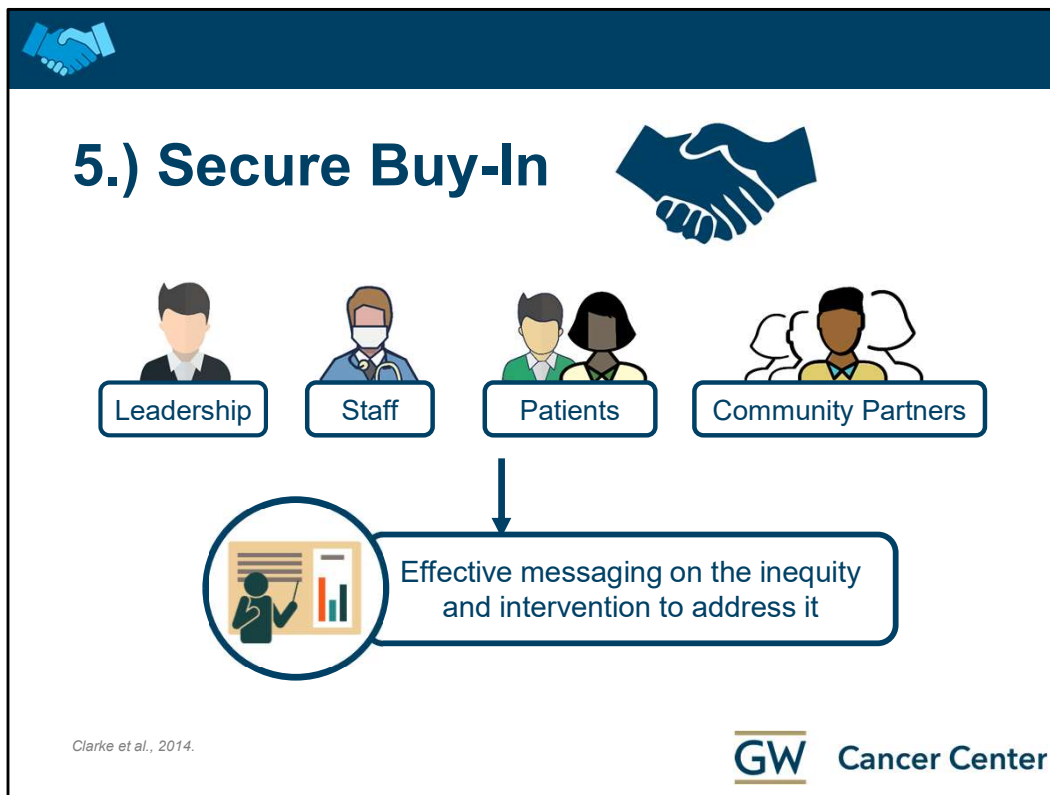 5.) Secure Buy-In
Leadership
Staff
Patients
Community Partners
Effective messaging on the inequity
and intervention to address it
Clarke et al., 2014.
GW Cancer Center